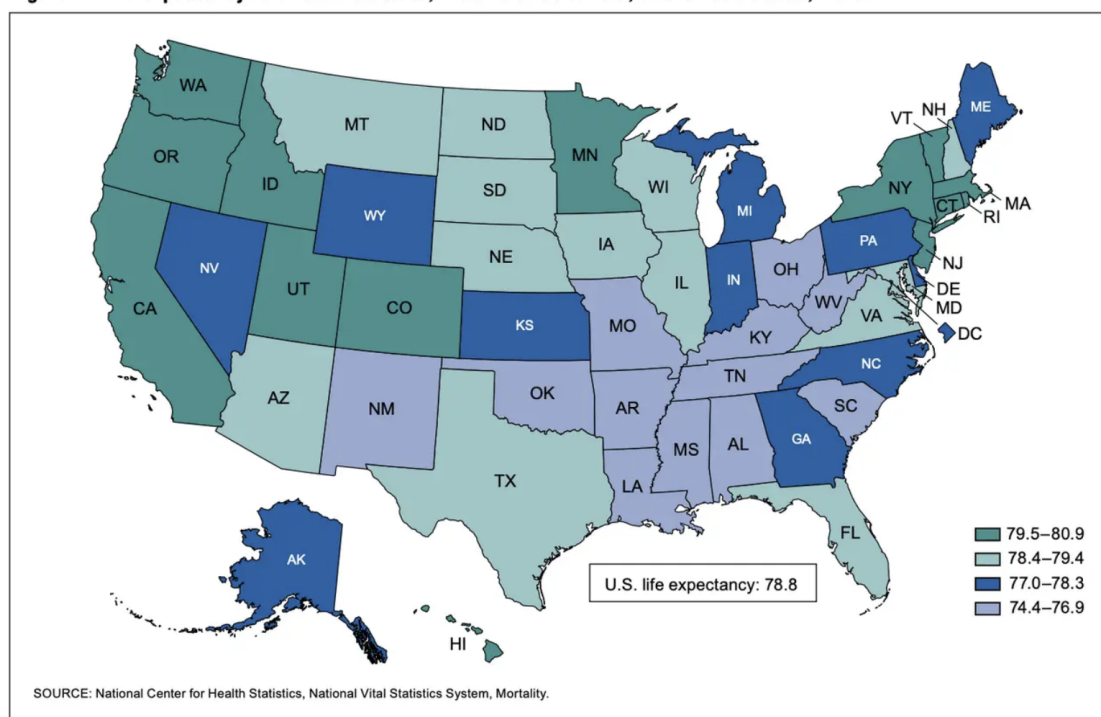 WA
MT
ND
MN
OR
ID
SD
WI
WY
NE
IA
MI
NY
VT
NH
ME
MA
CT
RI
NV
UT
CO
CA
KS
IL
IN
OH
PA
NJ
DE
MD
DC
MO
WV
VA
KY
AZ
NM
OK
TN
NC
AR
SC
MS
AL
GA
TX
LA
FL
AK
HI
U.S. life expectancy: 78.8
79.5–80.9
78.4–79.4
77.0–78.3
74.4–76.9
SOURCE: National Center for Health Statistics, National Vital Statistics System, Mortality.